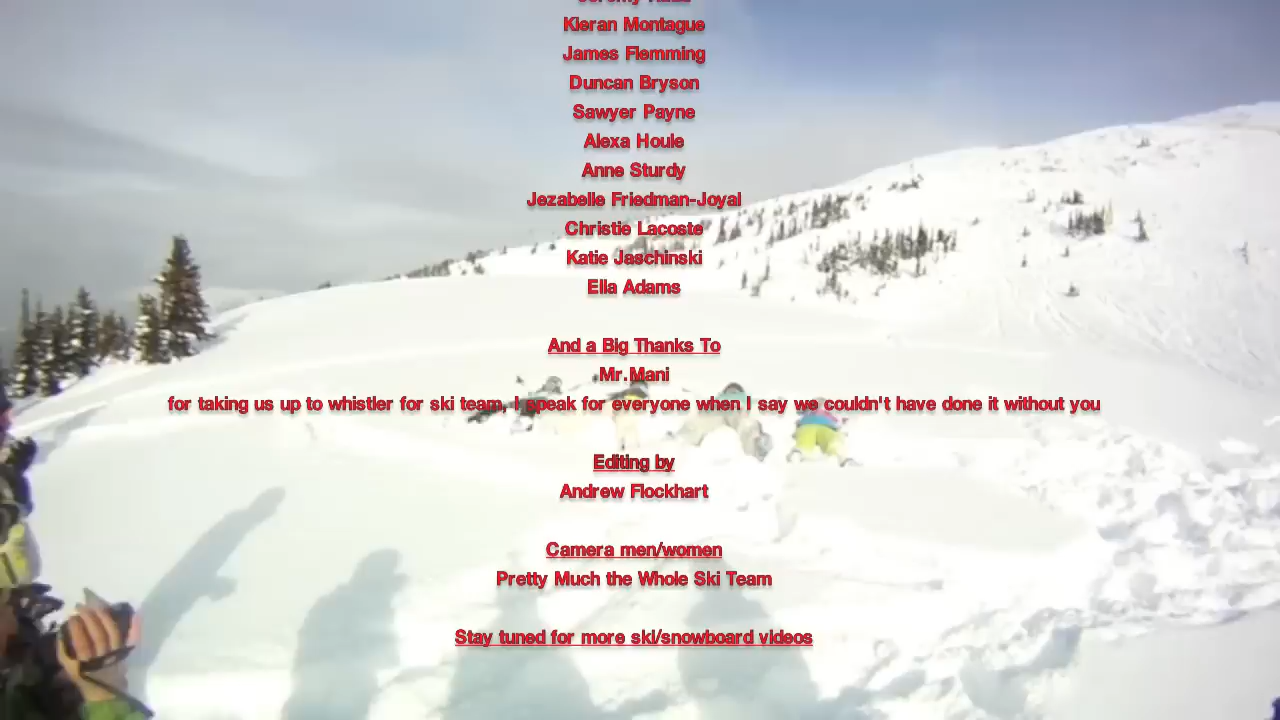 Kieran Montague
James Flemming
Duncan Bryson
Sawyer Payne
Alexa Houle
Anne Sturdy
Jezabelle Friedman-Joyal
Christie Lacoste
Katie Jaschinski
Ella Adams
And a Big Thanks To
Mr.Mani
for taking us up to whistler for ski team, I speak for everyone when I say we couldn't have done it without you
Editing by
Andrew Flockhart
Camera men/women
Pretty Much the Whole Ski Team
Stay tuned for more ski/snowboard videos